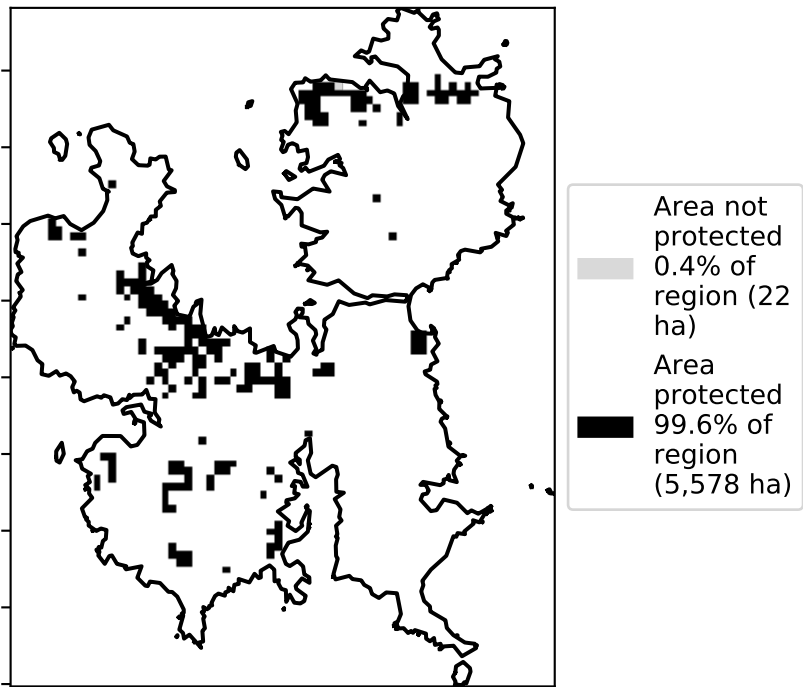 Area not
protected
0.4% of
region (22
ha)
Area
protected
99.6% of
region
(5,578 ha)